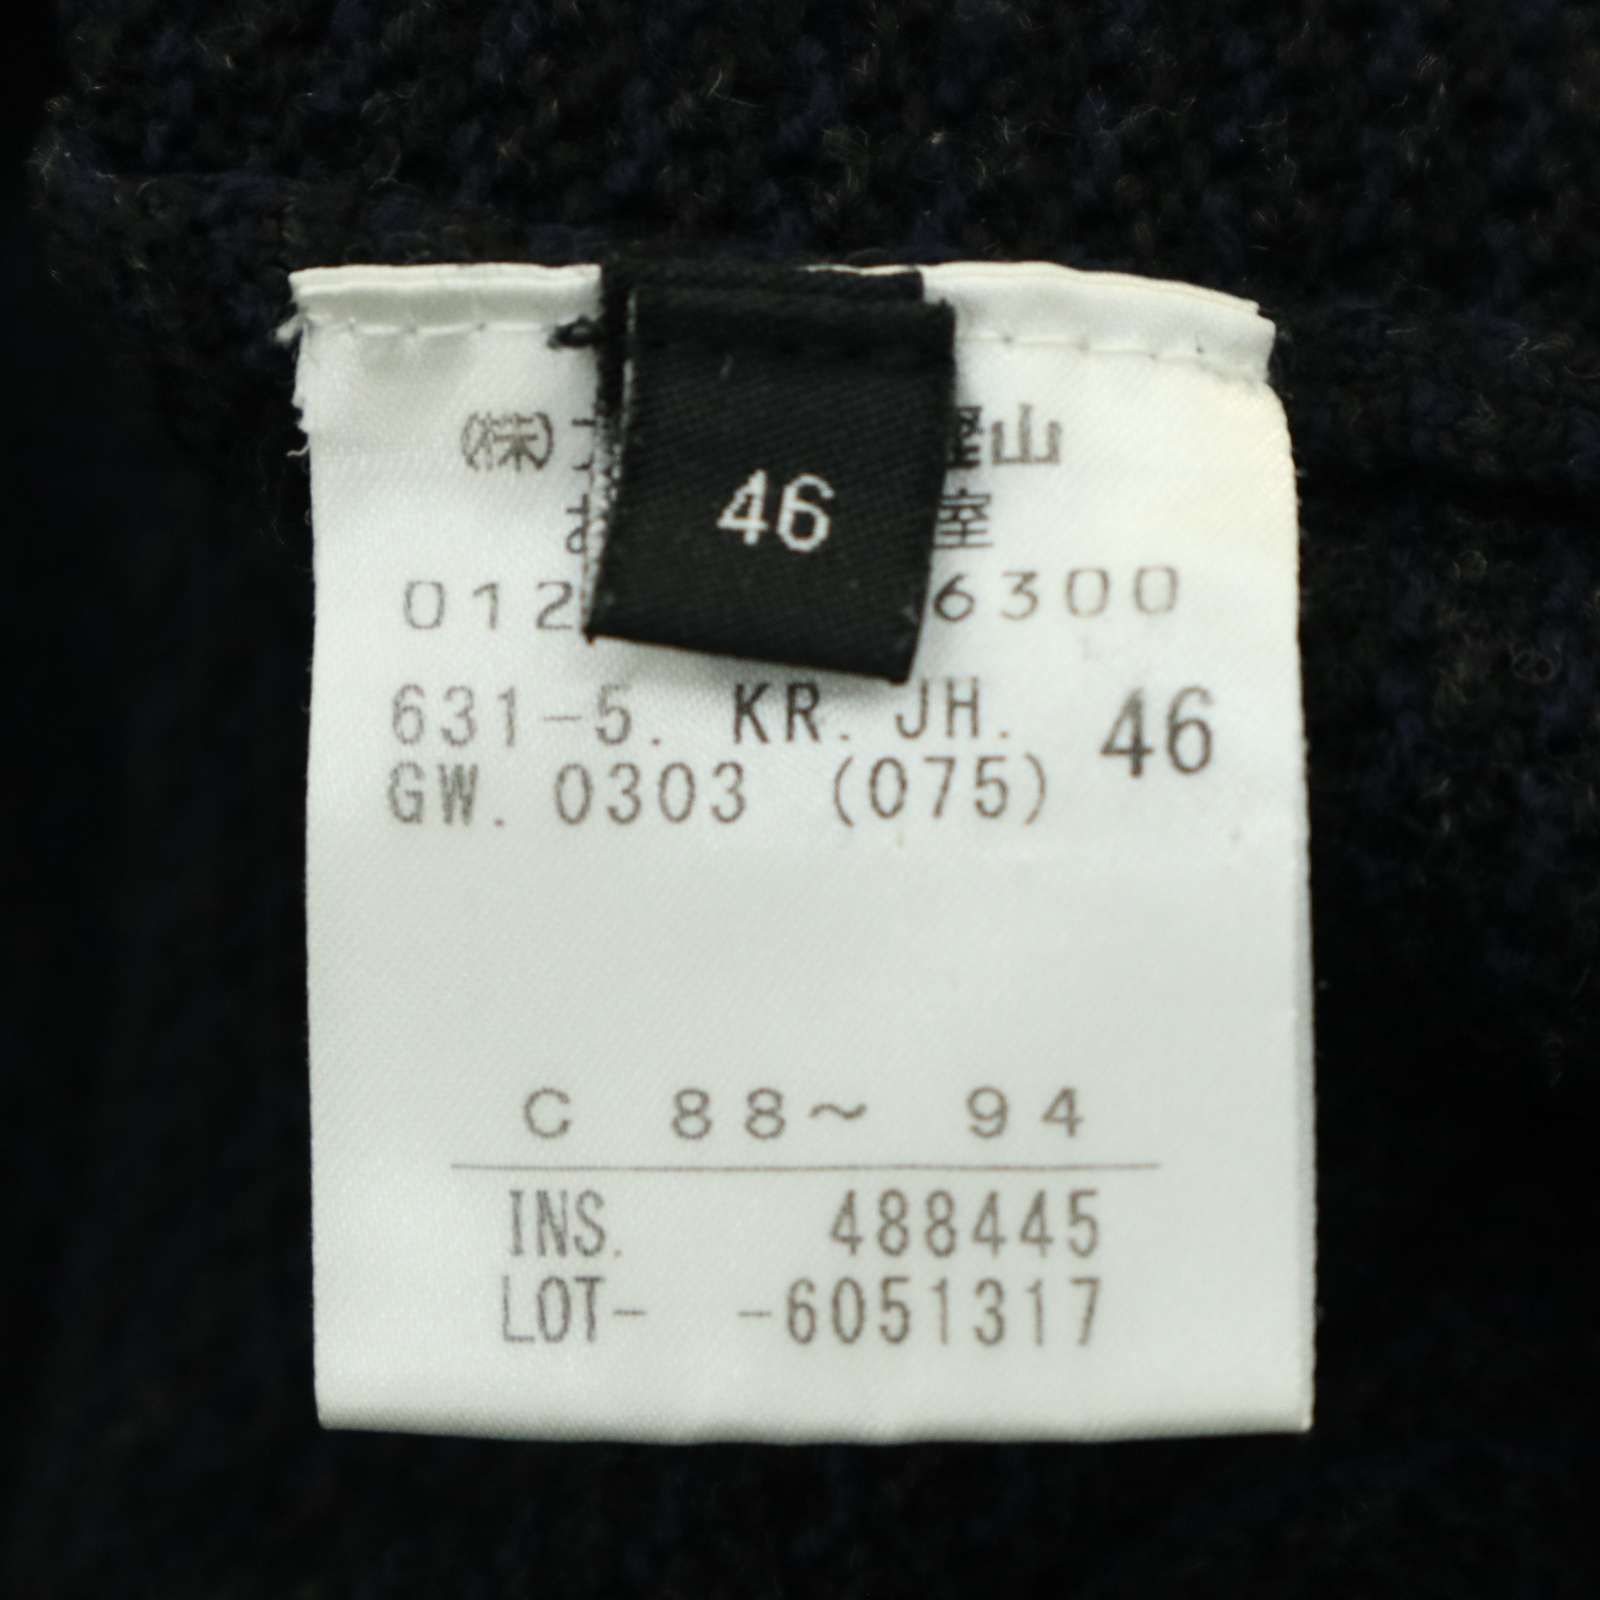 46
㈱
山
室
012 6300
631-5. KR. JH. 46
GW. 0303 (075)
C 88～ 94
INS. 488445
LOT- -6051317